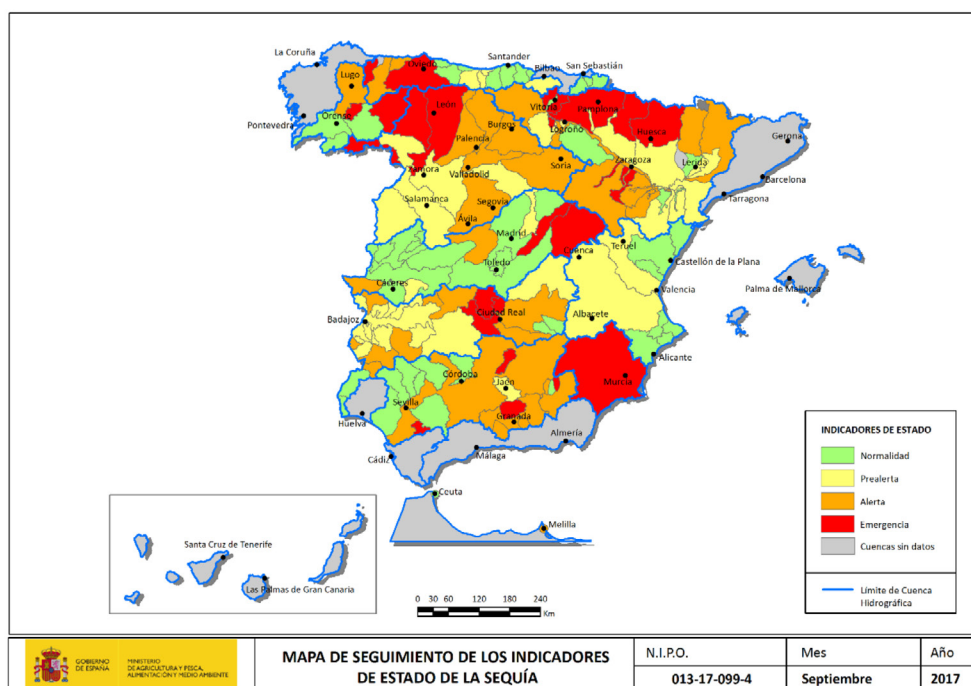 La Coruña
Lugo
Oviedo
Santander
Bilbao
San Sebastián
Pontevedra
Orense
León
Vitoria
Pamplona
Burgos
Logroño
Huesca
Palencia
Gerona
Zamora
Valladolid
Soria
Zaragoza
Lérida
Barcelona
Tarragona
Salamanca
Segovia
Ávila
Madrid
Cuenca
Teruel
Castellón de la Plana
Toledo
Cáceres
Valencia
Palma de Mallorca
Badajoz
Ciudad Real
Albacete
Alicante
Córdoba
Jaén
Murcia
Huelva
Sevilla
Granada
Almería
Cádiz
Málaga
Ceuta
Melilla
Santa Cruz de Tenerife
Las Palmas de Gran Canaria
0 30 60 120 180 240
Km
INDICADORES DE ESTADO
Normalidad
Prealerta
Alerta
Emergencia
Cuencas sin datos
Límite de Cuenca
Hidrográfica
GOBIERNO
DE ESPAÑA
MINISTERIO
DE AGRICULTURA Y PESCA,
ALIMENTACIÓN Y MEDIO AMBIENTE
MAPA DE SEGUIMIENTO DE LOS INDICADORES
DE ESTADO DE LA SEQUÍA
N.I.P.O.
013-17-099-4
Mes
Septiembre
Año
2017